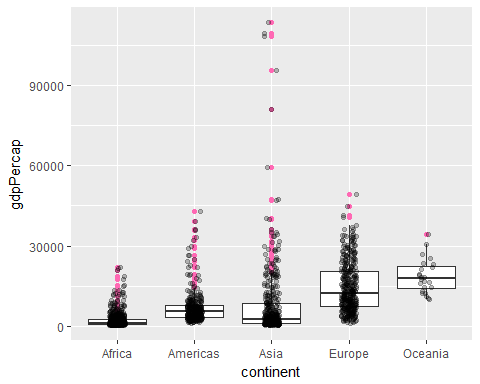 gdpPercap
90000
60000
30000
0
Africa Americas Asia Europe Oceania
continent